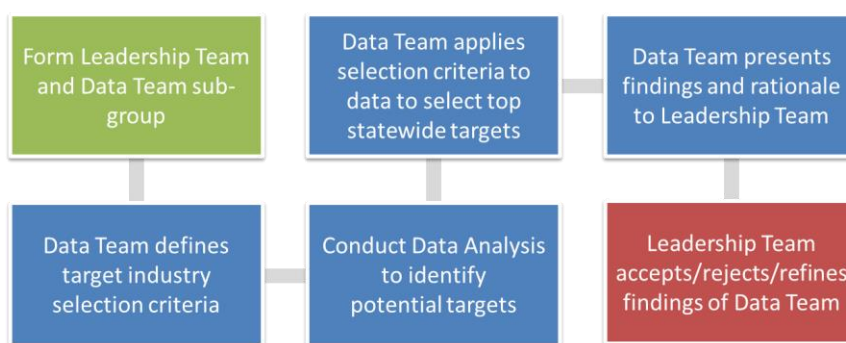 Form Leadership Team
and Data Team sub-
group
Data Team defines
target industry
selection criteria
Conduct Data Analysis
to identify
potential targets
Data Team applies
selection criteria to
data to select top
statewide targets
Data Team presents
findings and rationale
to Leadership Team
Leadership Team
accepts/rejects/refines
findings of Data Team